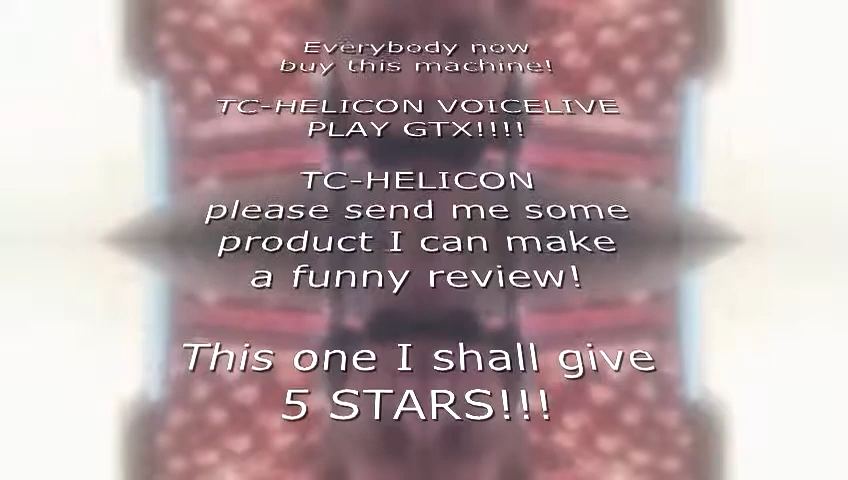 Everybody now
buy this machine!
TC-HELICON VOICELIVE
PLAY GTX!!!!
TC-HELICON
please send me some
product I can make
a funny review!
This one I shall give
5 STARS!!!